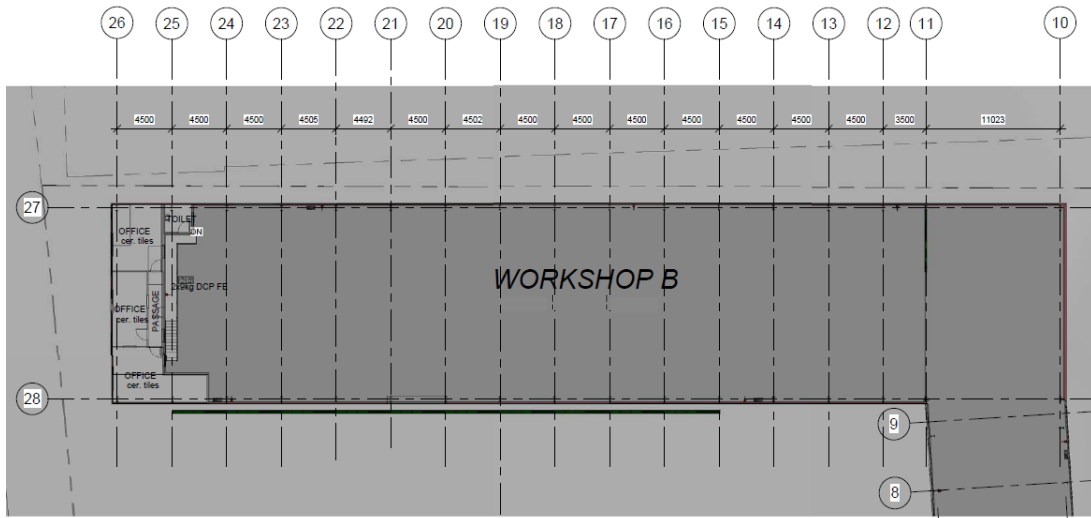 26 25 24 23 22 21 20 19 18 17 16 15 14 13 12 11 10
4500 4500 4500 4505 4492 4500 4502 4500 4500 4500 4500 4500 4500 4500 3500 11023
27
TOILET
OFFICE
cer. tiles
DN
WORKSHOP B
2x9kg DCP FE
OFFICE
cer. tiles
PASSAGE
OFFICE
cer. tiles
28
9
8